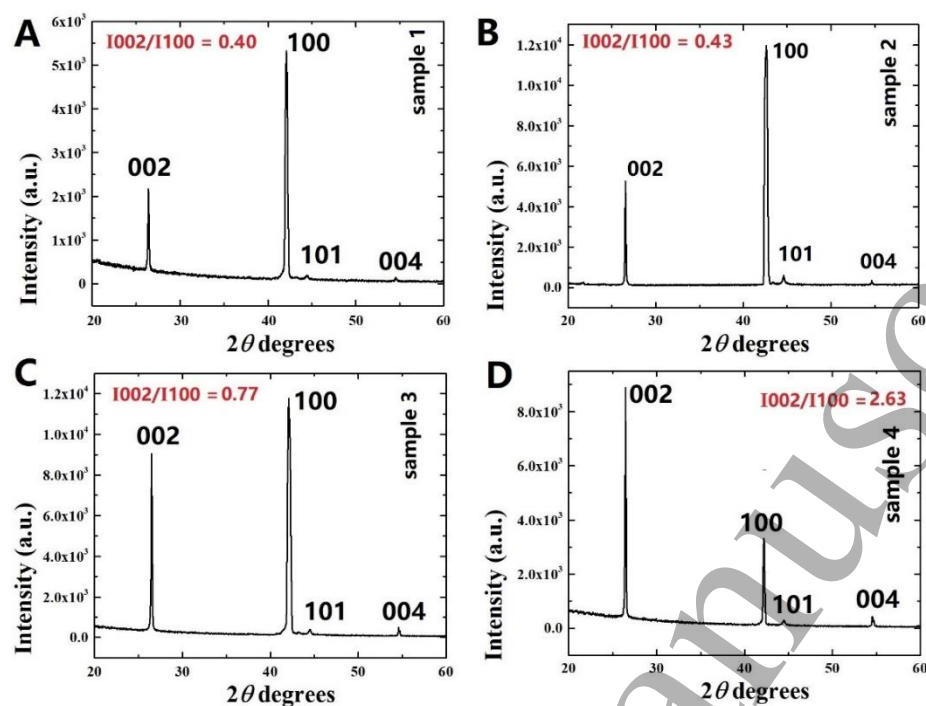 A
I002/I100 = 0.40
100
sample 1
6x10³
5x10³
4x10³
3x10³
2x10³
1x10³
0.0
Intensity (a.u.)
002
101
004
20 30 40 50 60
2θ degrees
B
I002/I100 = 0.43
100
sample 2
1.2x10⁴
1.0x10⁴
8.0x10³
6.0x10³
4.0x10³
2.0x10³
0.0
Intensity (a.u.)
002
101
004
20 30 40 50 60
2θ degrees
C
I002/I100 = 0.77
100
sample 3
1.2x10⁴
1.0x10⁴
8.0x10³
6.0x10³
4.0x10³
2.0x10³
0.0
Intensity (a.u.)
002
101
004
20 30 40 50 60
2θ degrees
D
002
I002/I100 = 2.63
sample 4
8.0x10³
6.0x10³
4.0x10³
2.0x10³
0.0
Intensity (a.u.)
100
101
004
20 30 40 50 60
2θ degrees
anusc